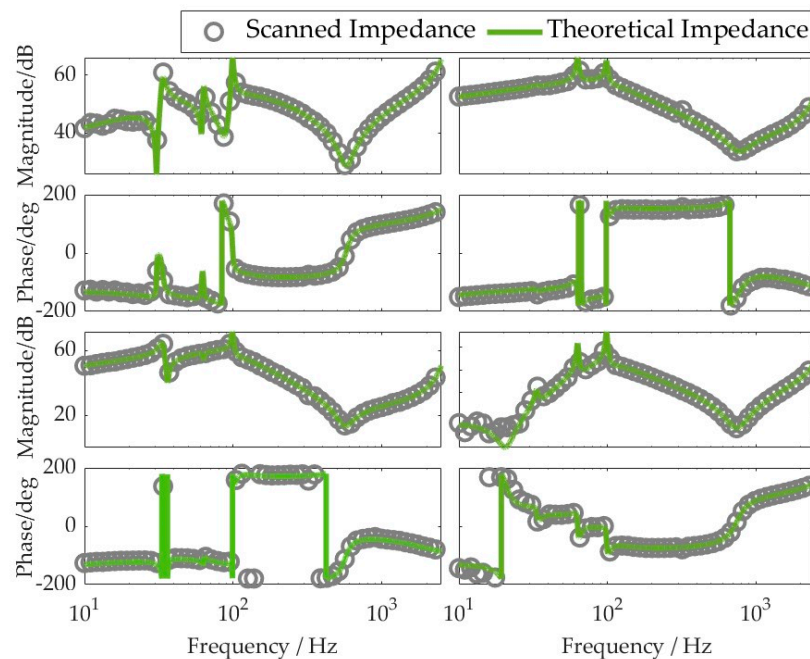 Scanned Impedance Theoretical Impedance
Magnitude/dB
60
40
Phase/deg
200
0
-200
Magnitude/dB
60
20
Phase/deg
200
0
-200
10^1 10^2 10^3 10^1 10^2 10^3
Frequency / Hz Frequency / Hz